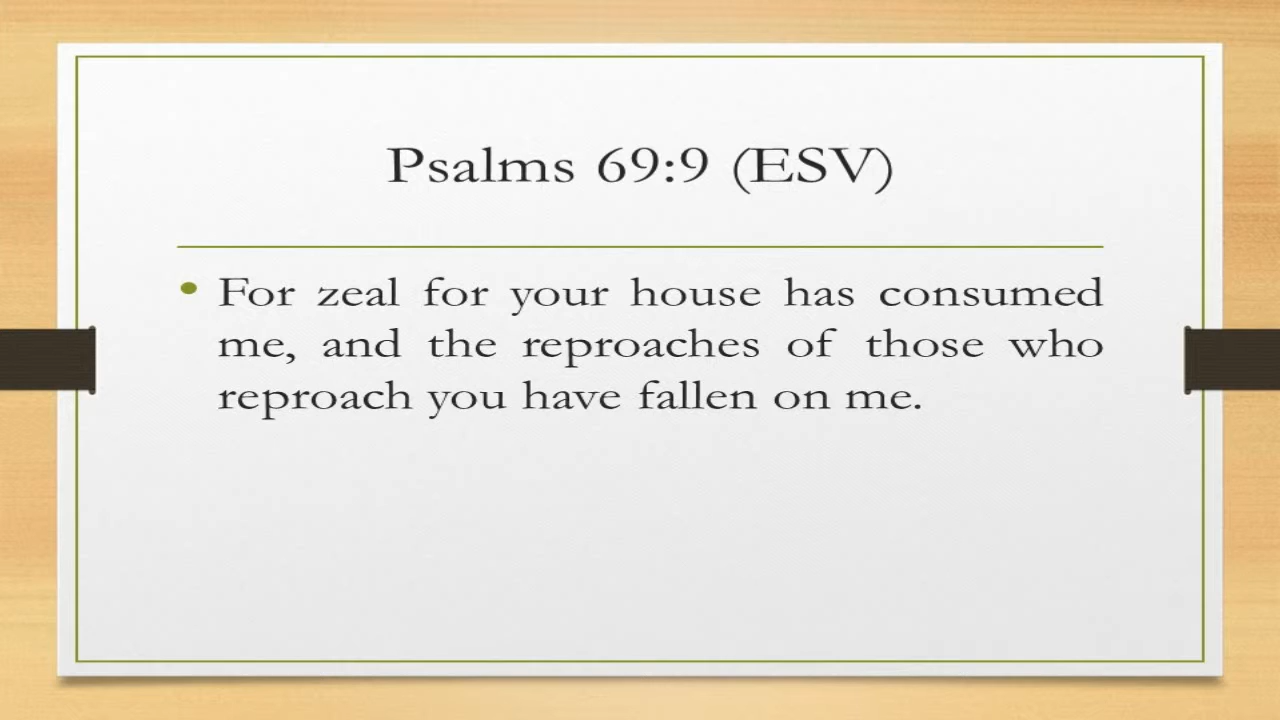 Psalms 69:9 (ESV)
• For zeal for your house has consumed
me, and the reproaches of those who
reproach you have fallen on me.